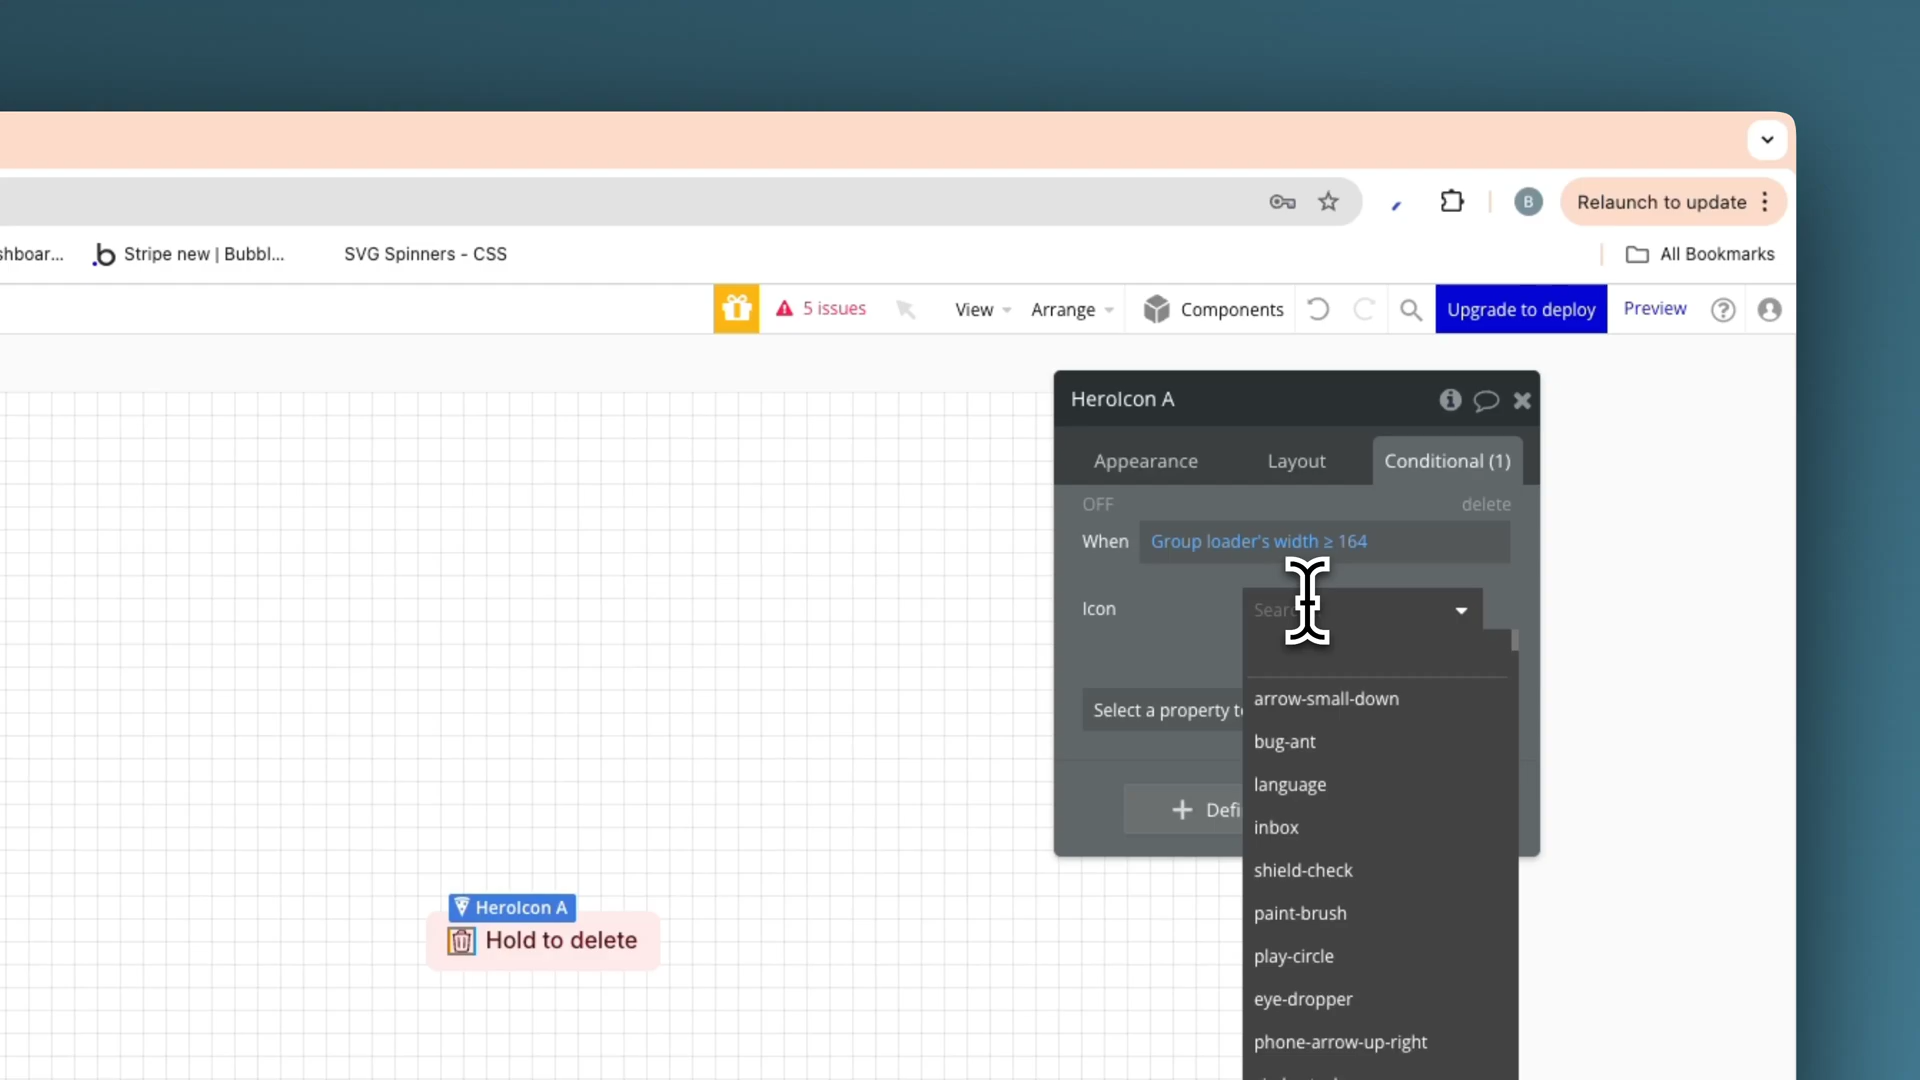 B
Relaunch to update
shboar...
Stripe new | Bubbl...
SVG Spinners - CSS
All Bookmarks
5 issues
View
Arrange
Components
Upgrade to deploy
Preview
HeroIcon A
Appearance
Layout
Conditional (1)
OFF
delete
When
Group loader's width ≥ 164
Icon
arrow-small-down
Select a property t
bug-ant
language
Defi
inbox
shield-check
paint-brush
play-circle
eye-dropper
phone-arrow-up-right
HeroIcon A
Hold to delete